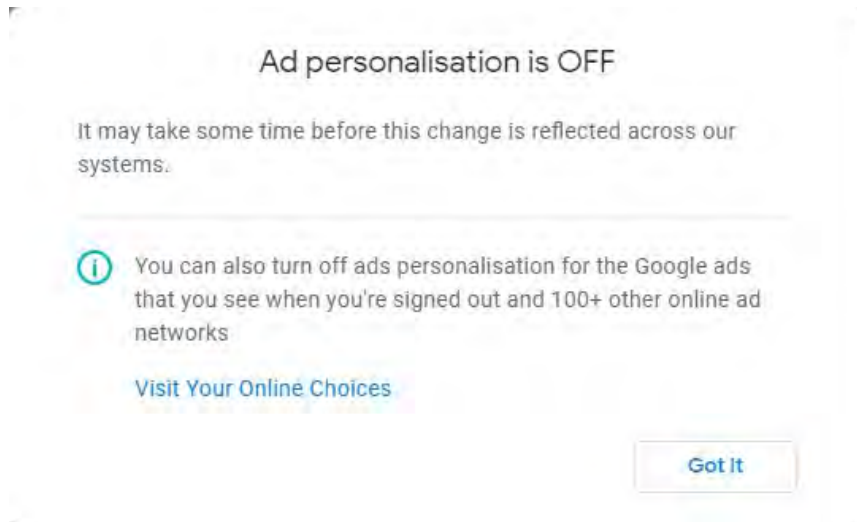 Ad personalisation is OFF
It may take some time before this change is reflected across our
systems.
You can also turn off ads personalisation for the Google ads
that you see when you're signed out and 100+ other online ad
networks
Visit Your Online Choices
Got It